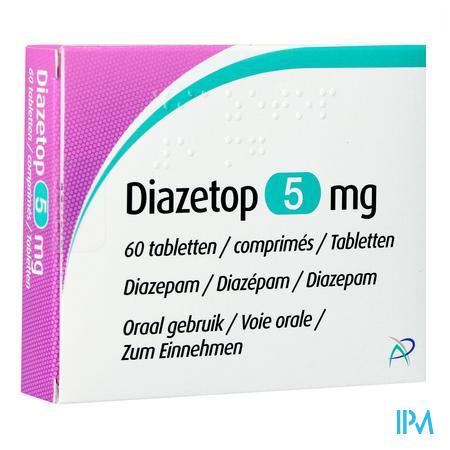 Diazetop 5 mg
60 tabletten / comprimés / Tabletten
Diazetop 5 mg
60 tabletten / comprimés / Tabletten
Diazepam / Diazépam / Diazepam
Oraal gebruik / Voie orale /
Zum Einnehmen
IPM